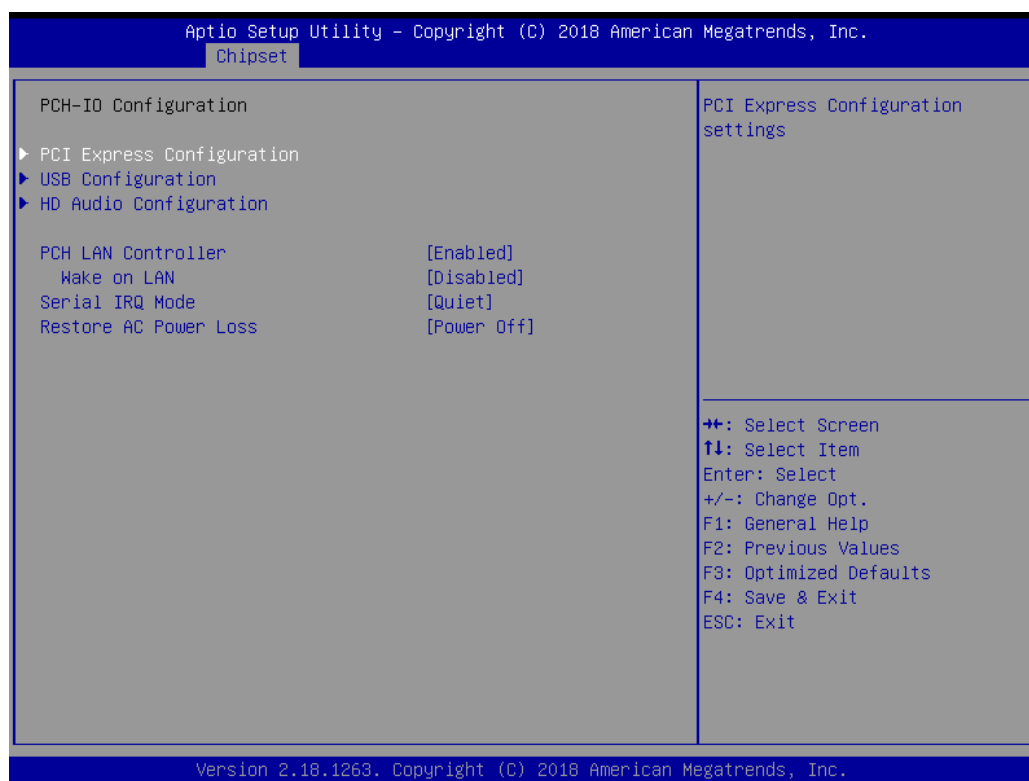 Aptio Setup Utility – Copyright (C) 2018 American Megatrends, Inc.
Chipset
PCH-IO Configuration
PCI Express Configuration
USB Configuration
HD Audio Configuration
PCH LAN Controller [Enabled]
Wake on LAN [Disabled]
Serial IRQ Mode [Quiet]
Restore AC Power Loss [Power Off]
PCI Express Configuration
settings
→←: Select Screen
↑↓: Select Item
Enter: Select
+/-: Change Opt.
F1: General Help
F2: Previous Values
F3: Optimized Defaults
F4: Save & Exit
ESC: Exit
Version 2.18.1263. Copyright (C) 2018 American Megatrends, Inc.